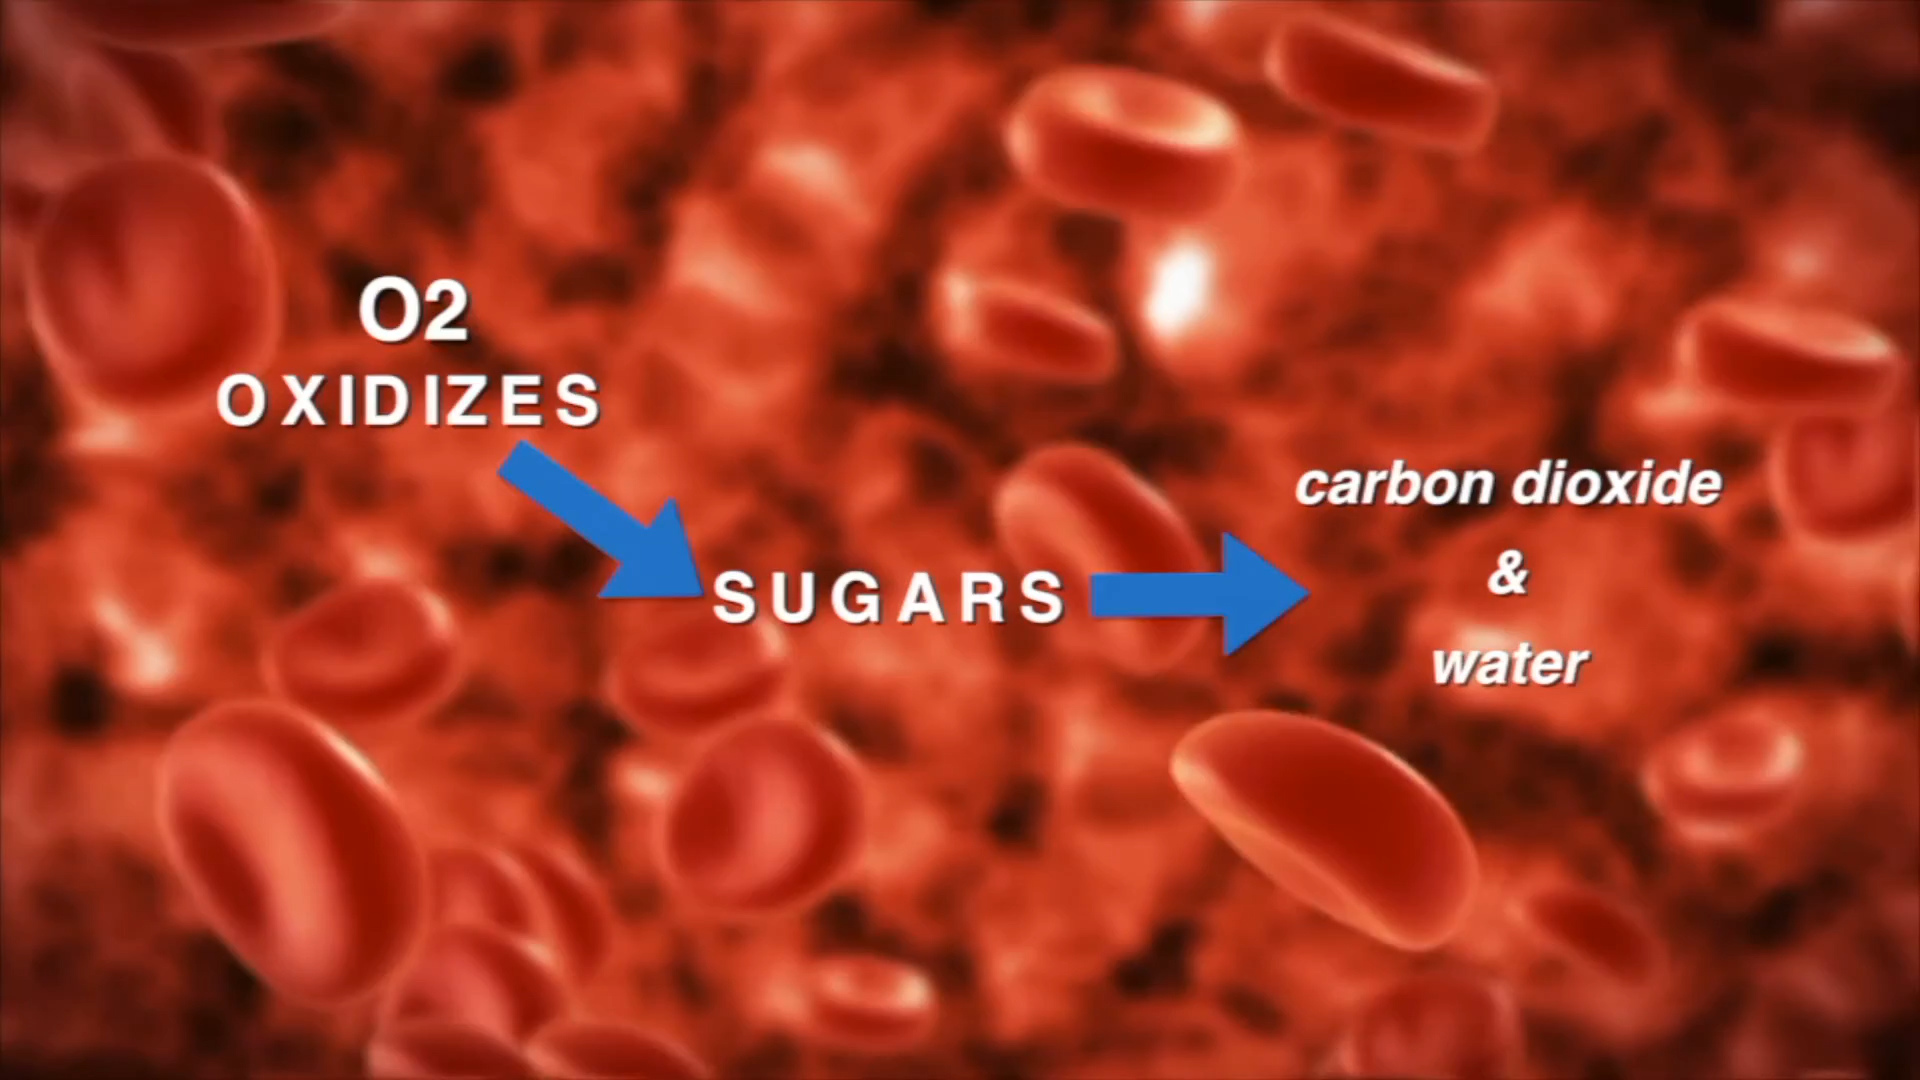 O2
OXIDIZES
SUGARS
carbon dioxide
&
water